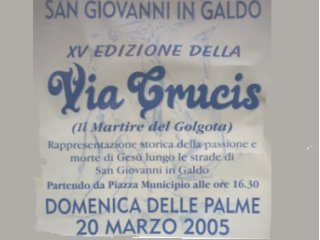 SAN GIOVANNI IN GALDO
XV EDIZIONE DELLA
Via Crucis
(Il Martire del Golgota)
Rappresentazione storica della passione e
morte di Gesù lungo le strade di
San Giovanni in Galdo
Partendo da Piazza Municipio alle ore 16.30
DOMENICA DELLE PALME
20 MARZO 2005